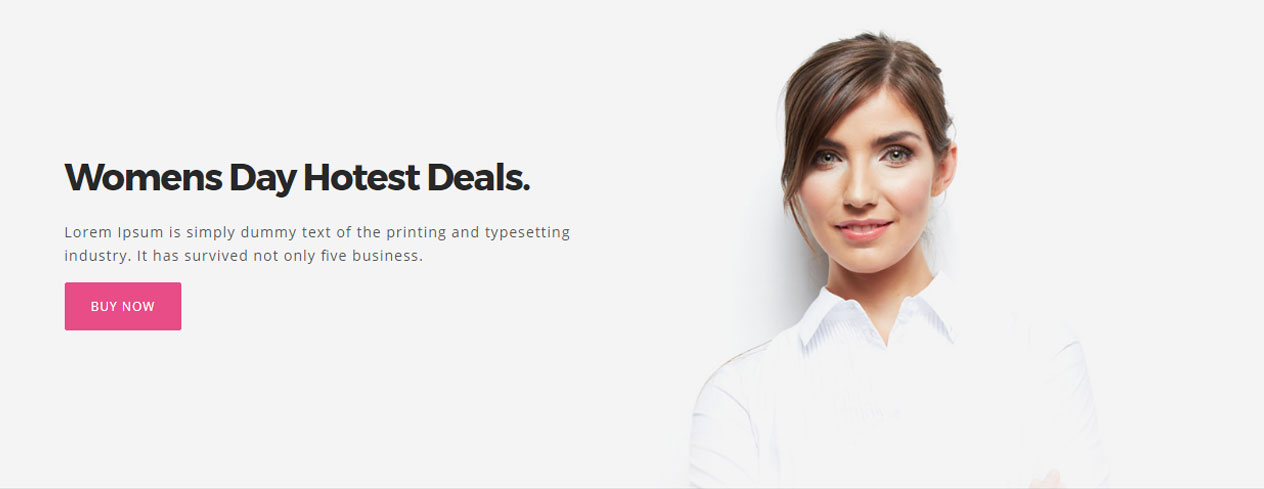 Womens Day Hotest Deals.
Lorem Ipsum is simply dummy text of the printing and typesetting
industry. It has survived not only five business.
BUY NOW